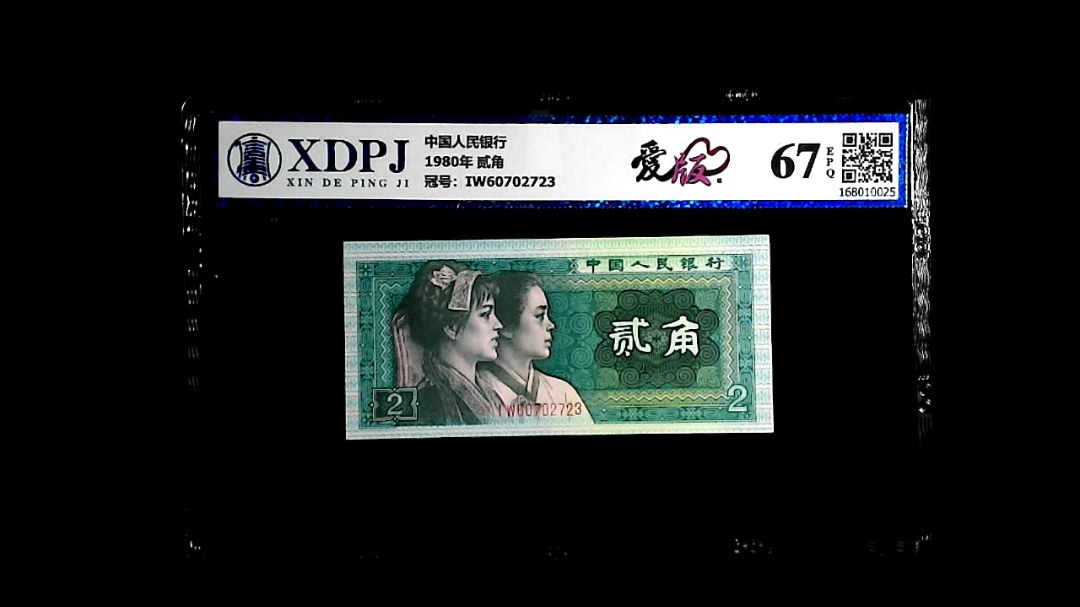 XDPJ
XIN DE PING JI
中国人民银行
1980年 贰角
冠号：IW60702723
爱版
67
EPQ
168010025
中国人民银行
贰角
2
2
IW60702723